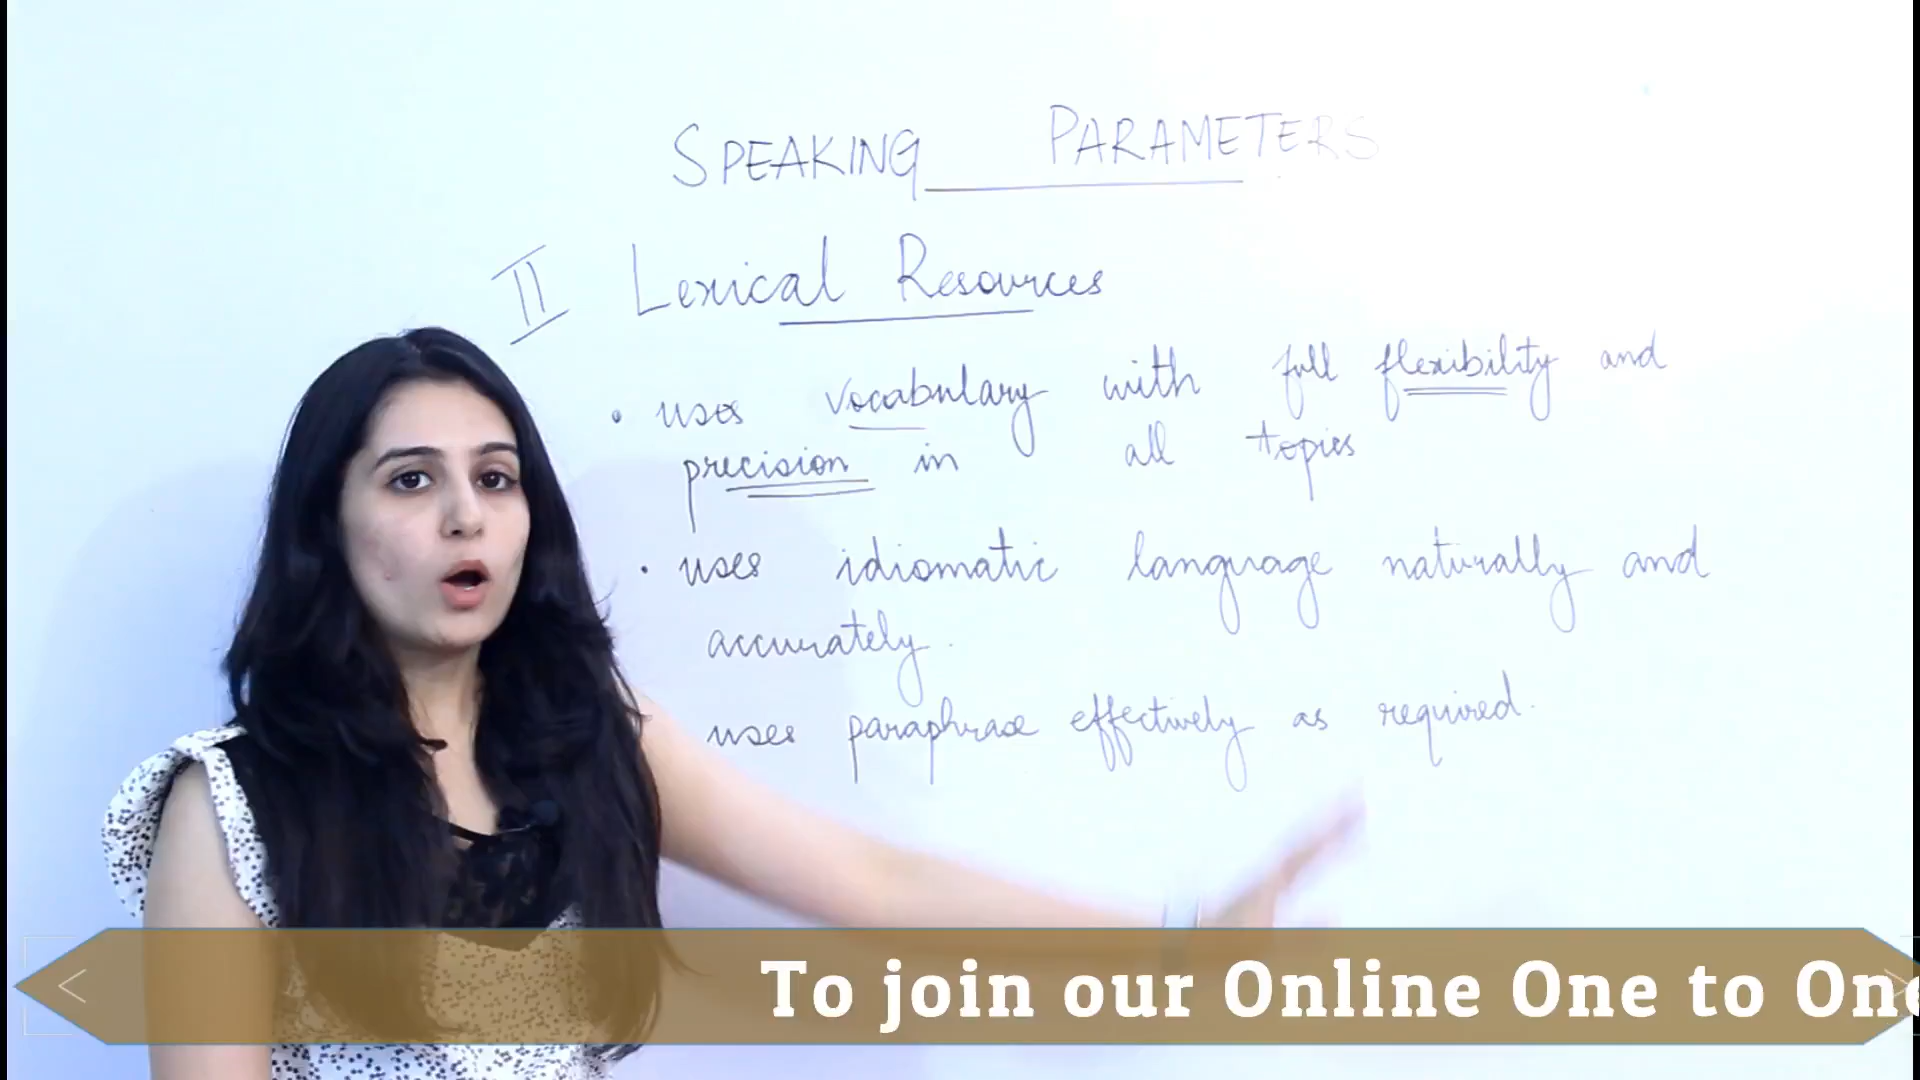 SPEAKING PARAMETERS
II Lexical Resources
• uses vocabulary with full flexibility and
precision in all topics
• uses idiomatic language naturally and
accurately.
uses paraphrase effectively as required.
To join our Online One to One